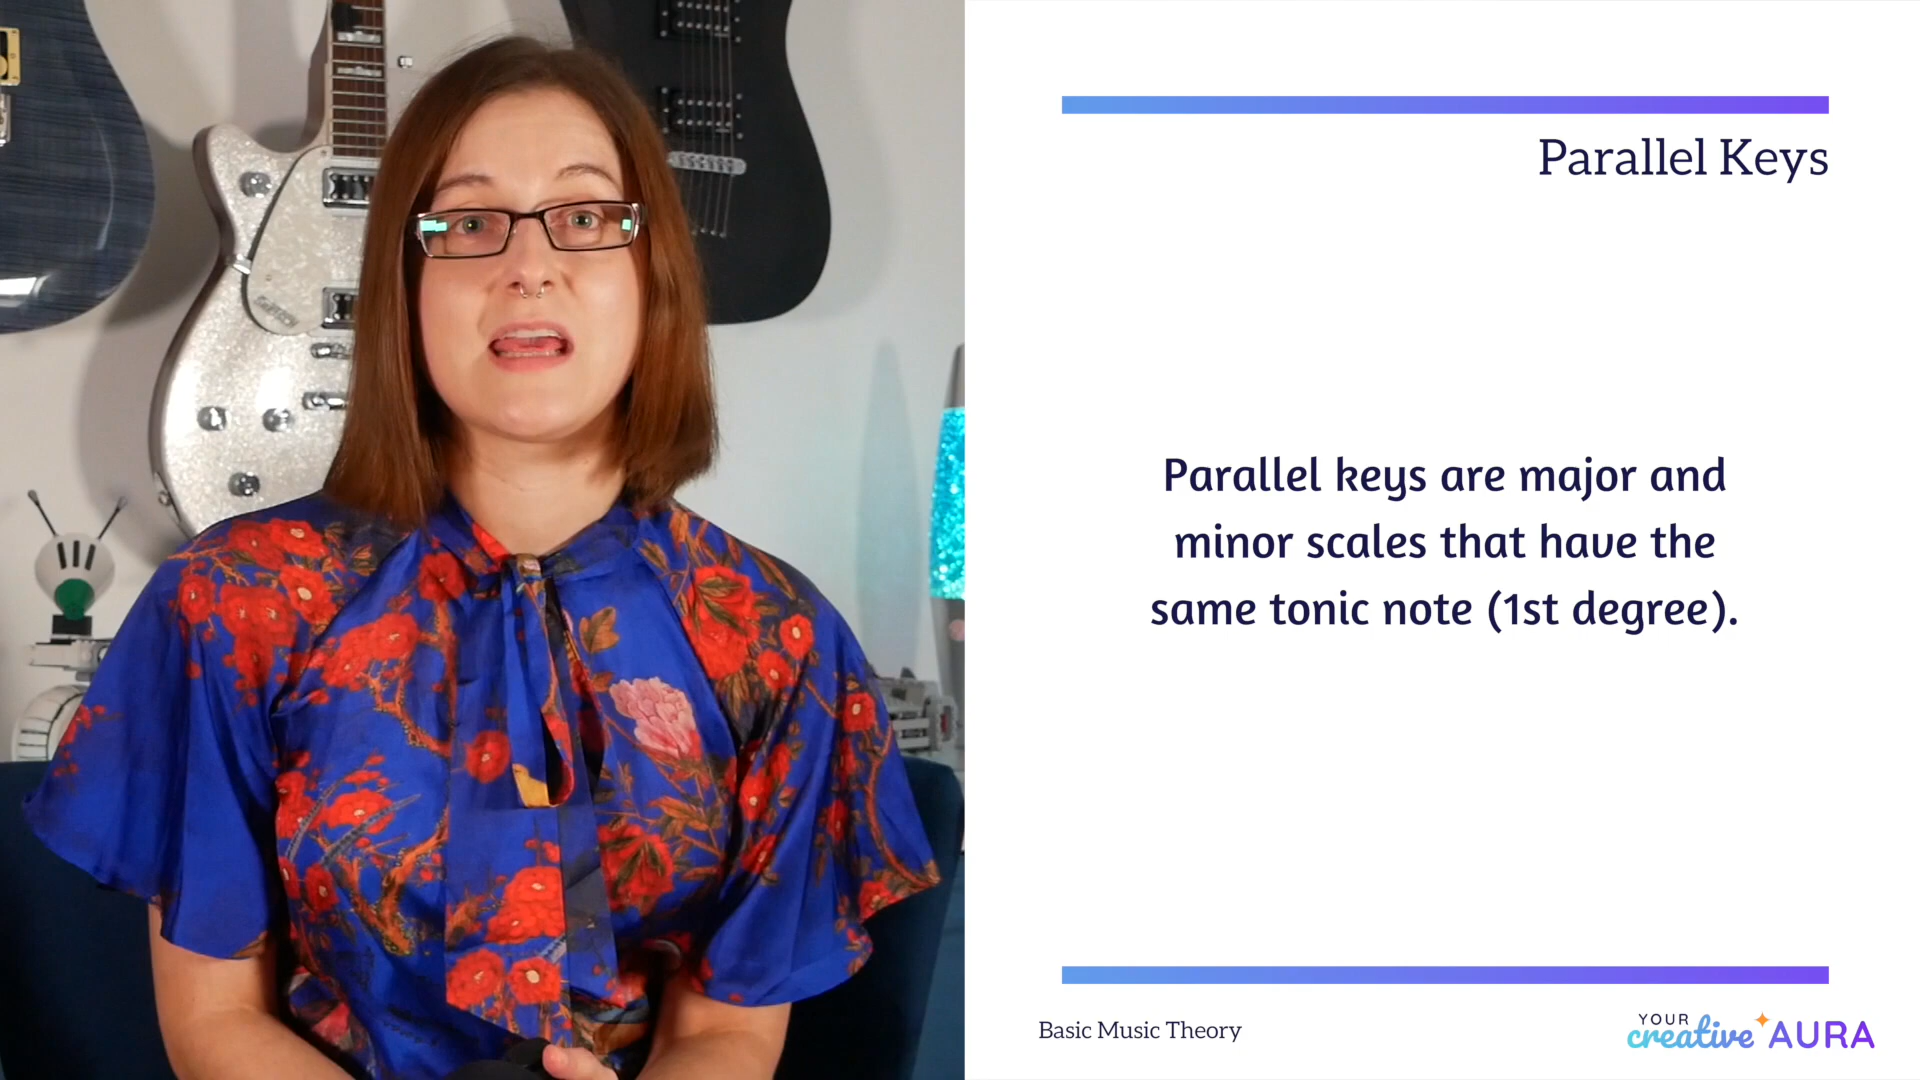 Parallel Keys
Parallel keys are major and
minor scales that have the
same tonic note (1st degree).
Basic Music Theory
YOUR
creative AURA